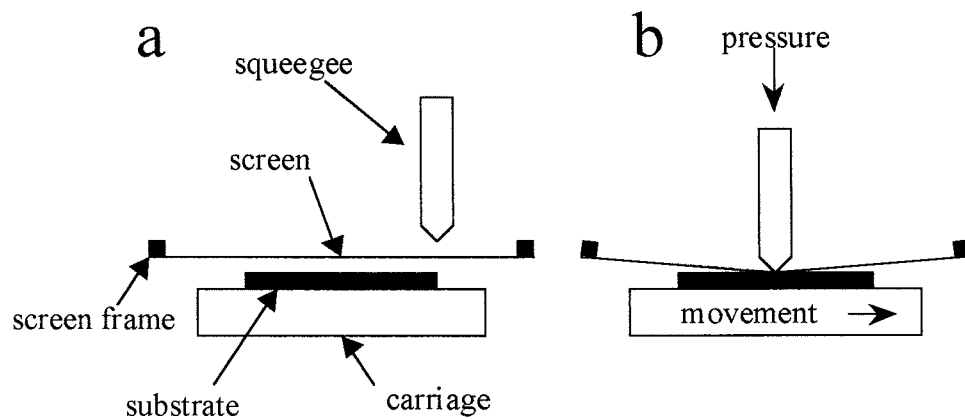 a
squeegee
screen
screen frame
substrate
carriage
b
pressure
movement